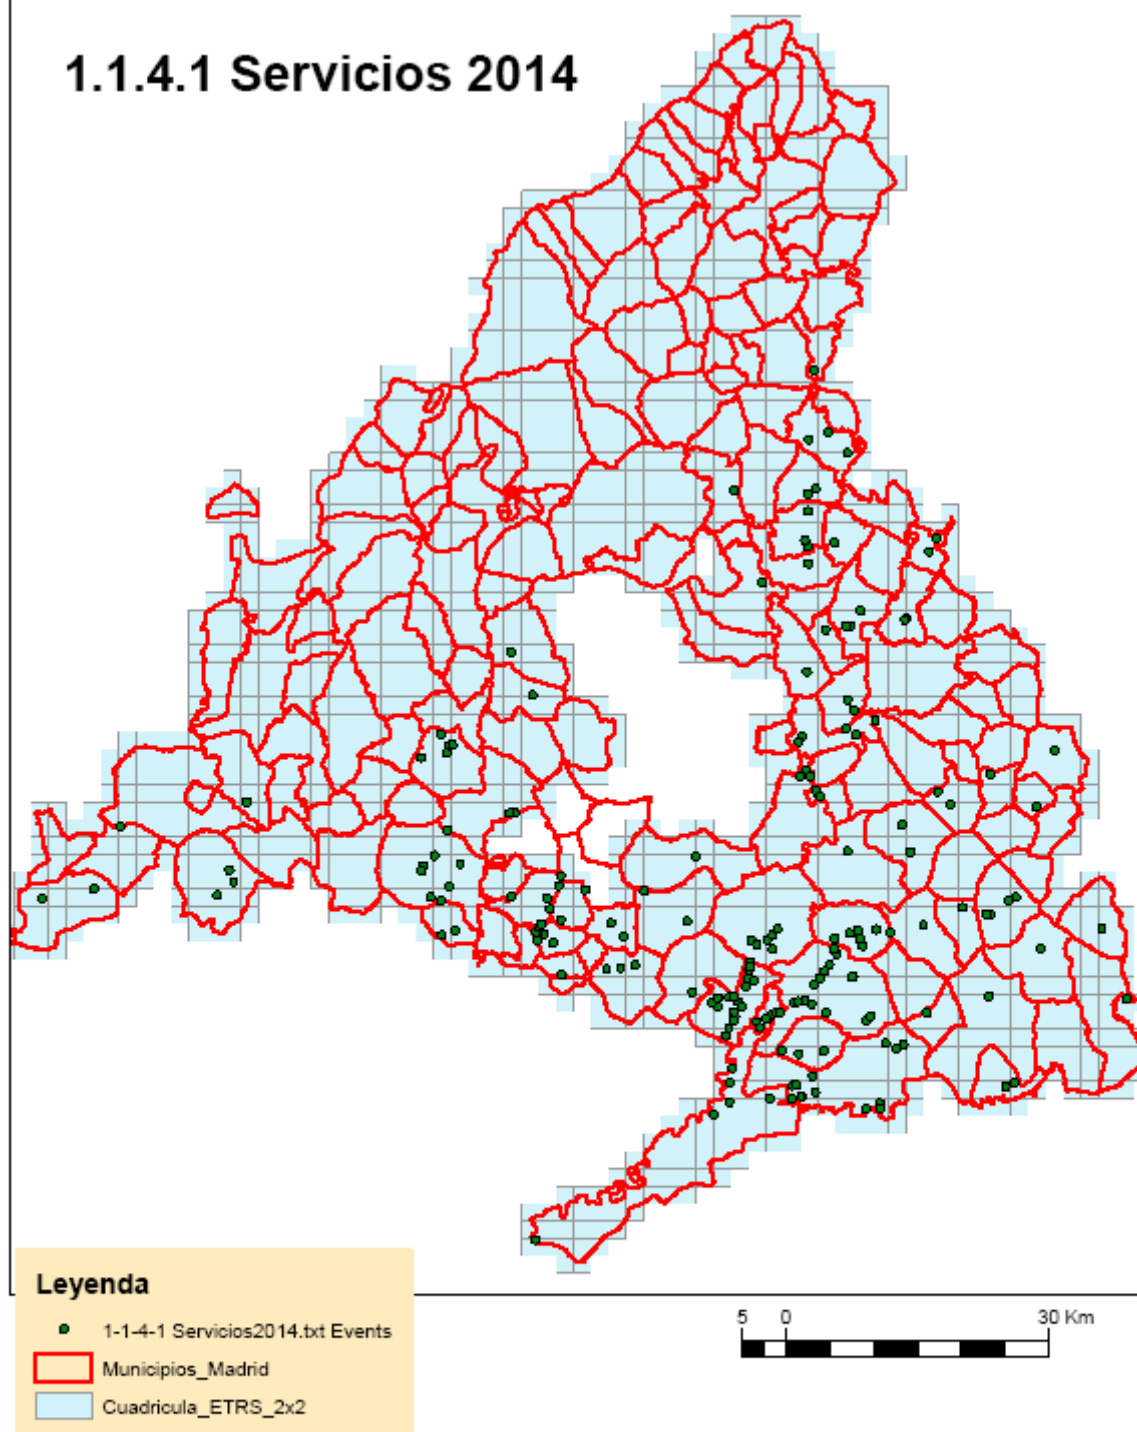 1.1.4.1 Servicios 2014
Leyenda
1-1-4-1 Servicios2014.txt Events
Municipios_Madrid
Cuadricula_ETRS_2x2
5 0 30 Km